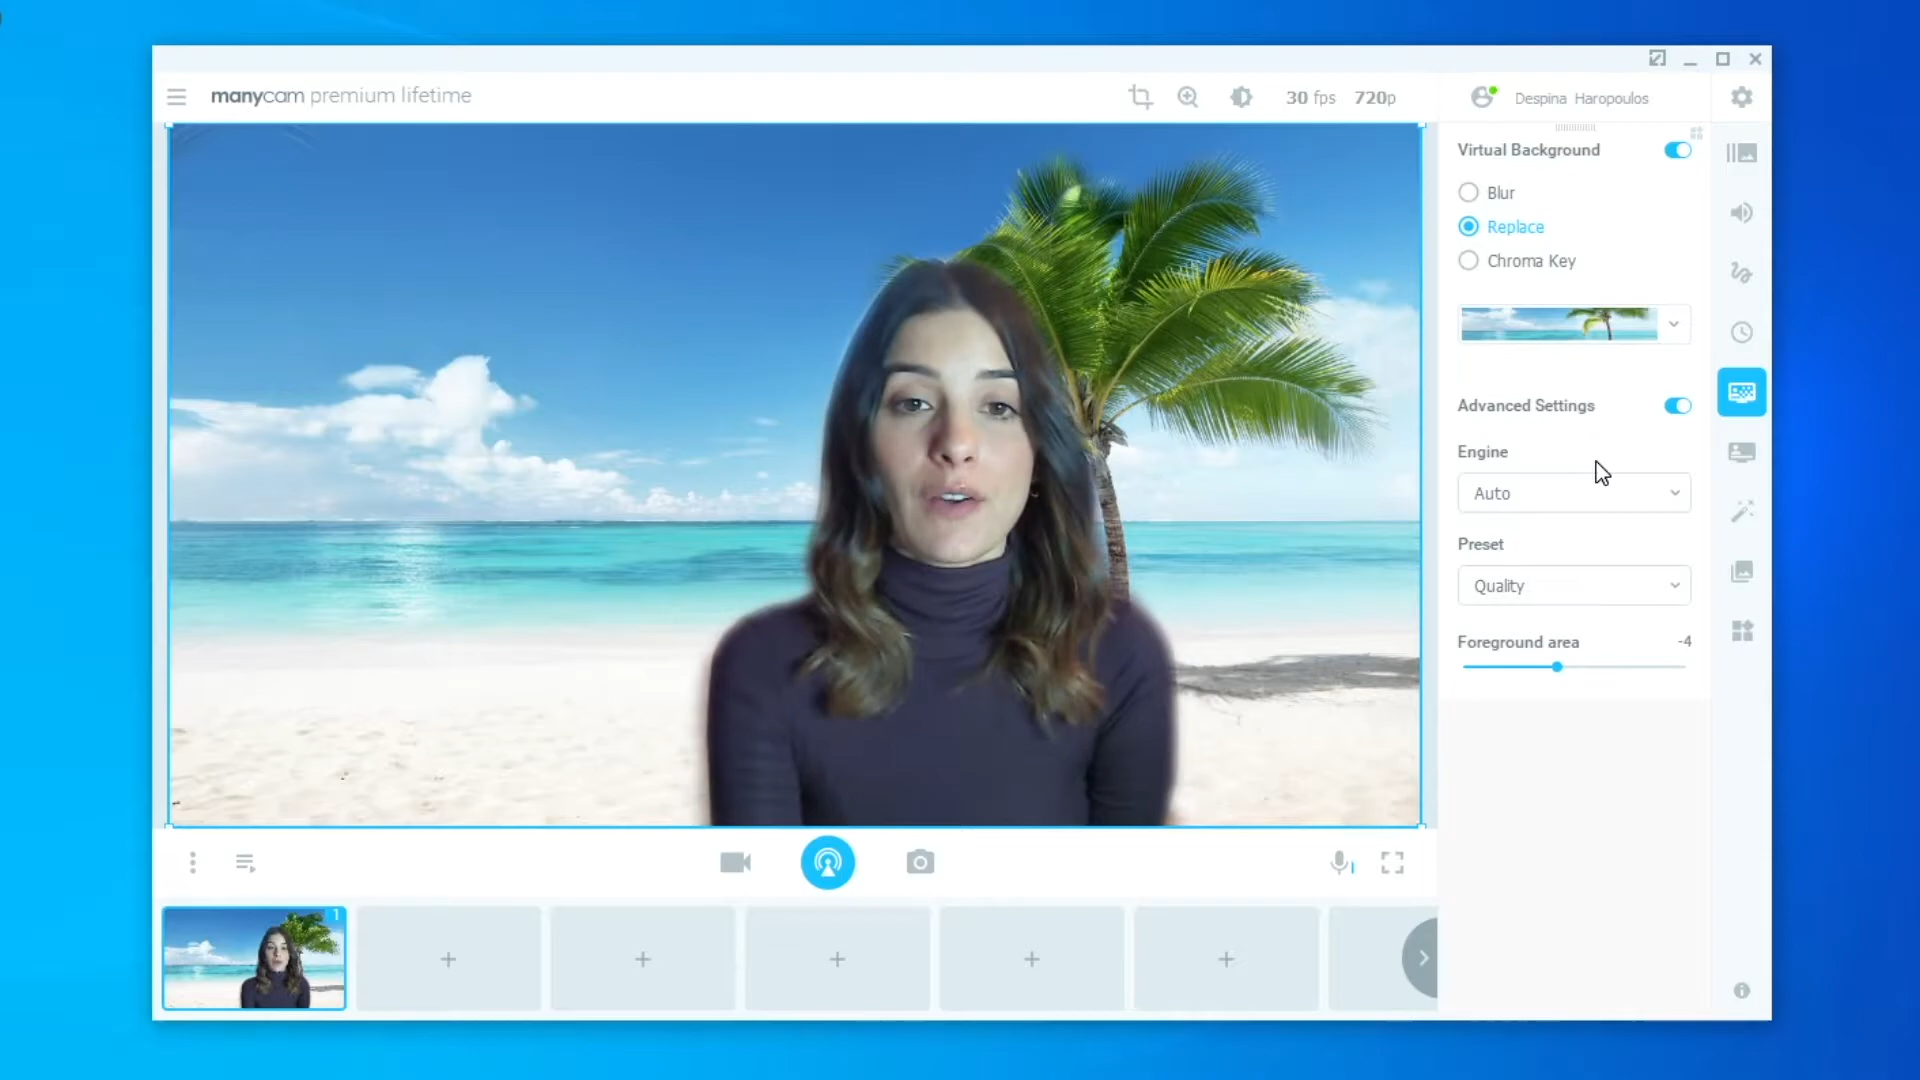 manycam premium lifetime
30 fps 720p
Despina Haropoulos
Virtual Background
Blur
Replace
Chroma Key
Advanced Settings
Engine
Auto
Preset
Quality
Foreground area -4
1